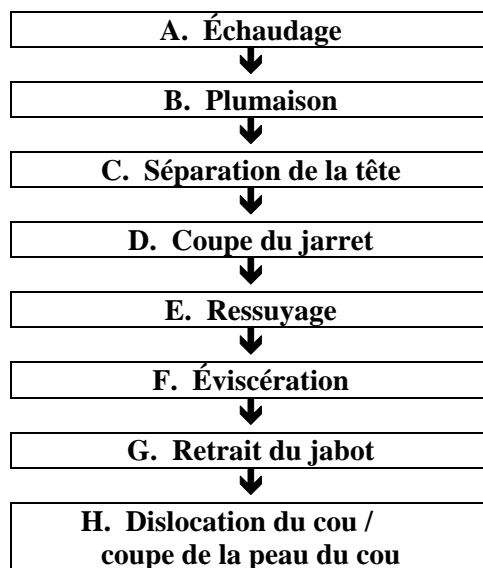 A. Échaudage
B. Plumaison
C. Séparation de la tête
D. Coupe du jarret
E. Ressuyage
F. Éviscération
G. Retrait du jabot
H. Dislocation du cou /
coupe de la peau du cou